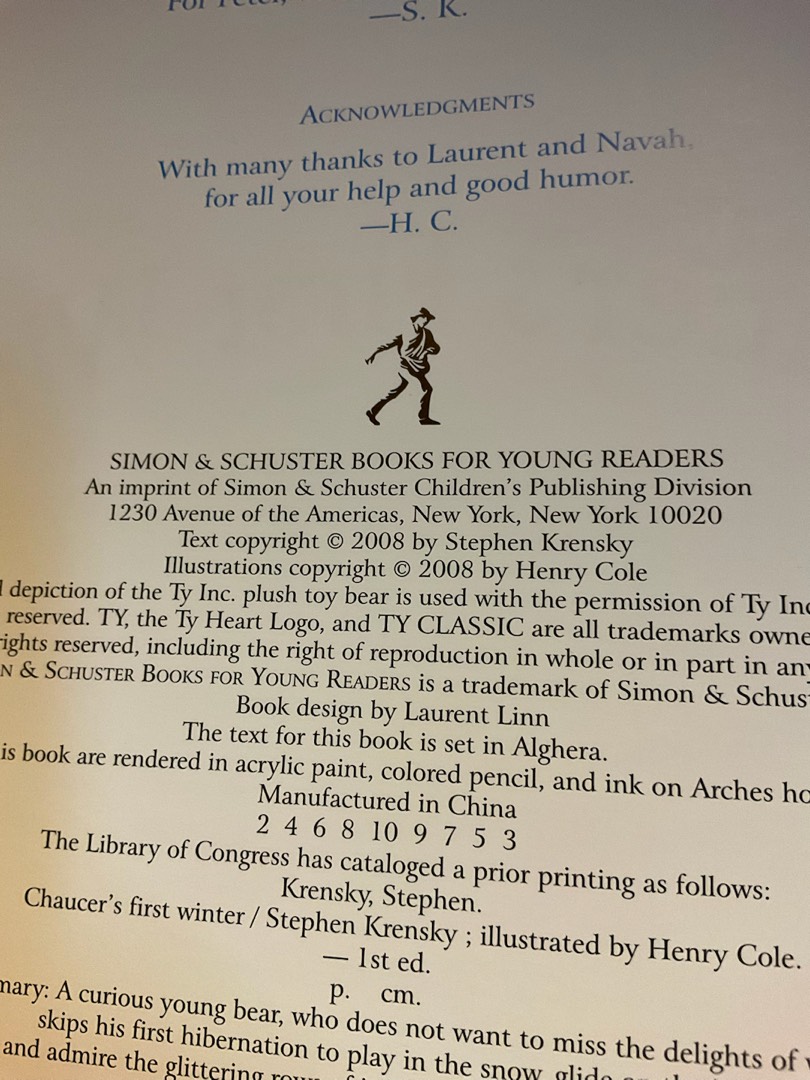 For Peter,
—S. K.
ACKNOWLEDGMENTS
With many thanks to Laurent and Navah,
for all your help and good humor.
—H. C.
SIMON & SCHUSTER BOOKS FOR YOUNG READERS
An imprint of Simon & Schuster Children's Publishing Division
1230 Avenue of the Americas, New York, New York 10020
Text copyright © 2008 by Stephen Krensky
Illustrations copyright © 2008 by Henry Cole
depiction of the Ty Inc. plush toy bear is used with the permission of Ty Inc
reserved. TY, the Ty Heart Logo, and TY CLASSIC are all trademarks owne
rights reserved, including the right of reproduction in whole or in part in any
N & SCHUSTER BOOKS FOR YOUNG READERS is a trademark of Simon & Schus
Book design by Laurent Linn
The text for this book is set in Alghera.
is book are rendered in acrylic paint, colored pencil, and ink on Arches ho
Manufactured in China
2 4 6 8 10 9 7 5 3
The Library of Congress has cataloged a prior printing as follows:
Krensky, Stephen.
Chaucer's first winter / Stephen Krensky ; illustrated by Henry Cole.
— 1st ed.
p. cm.
mary: A curious young bear, who does not want to miss the delights of
skips his first hibernation to play in the snow, glide
and admire the glittering